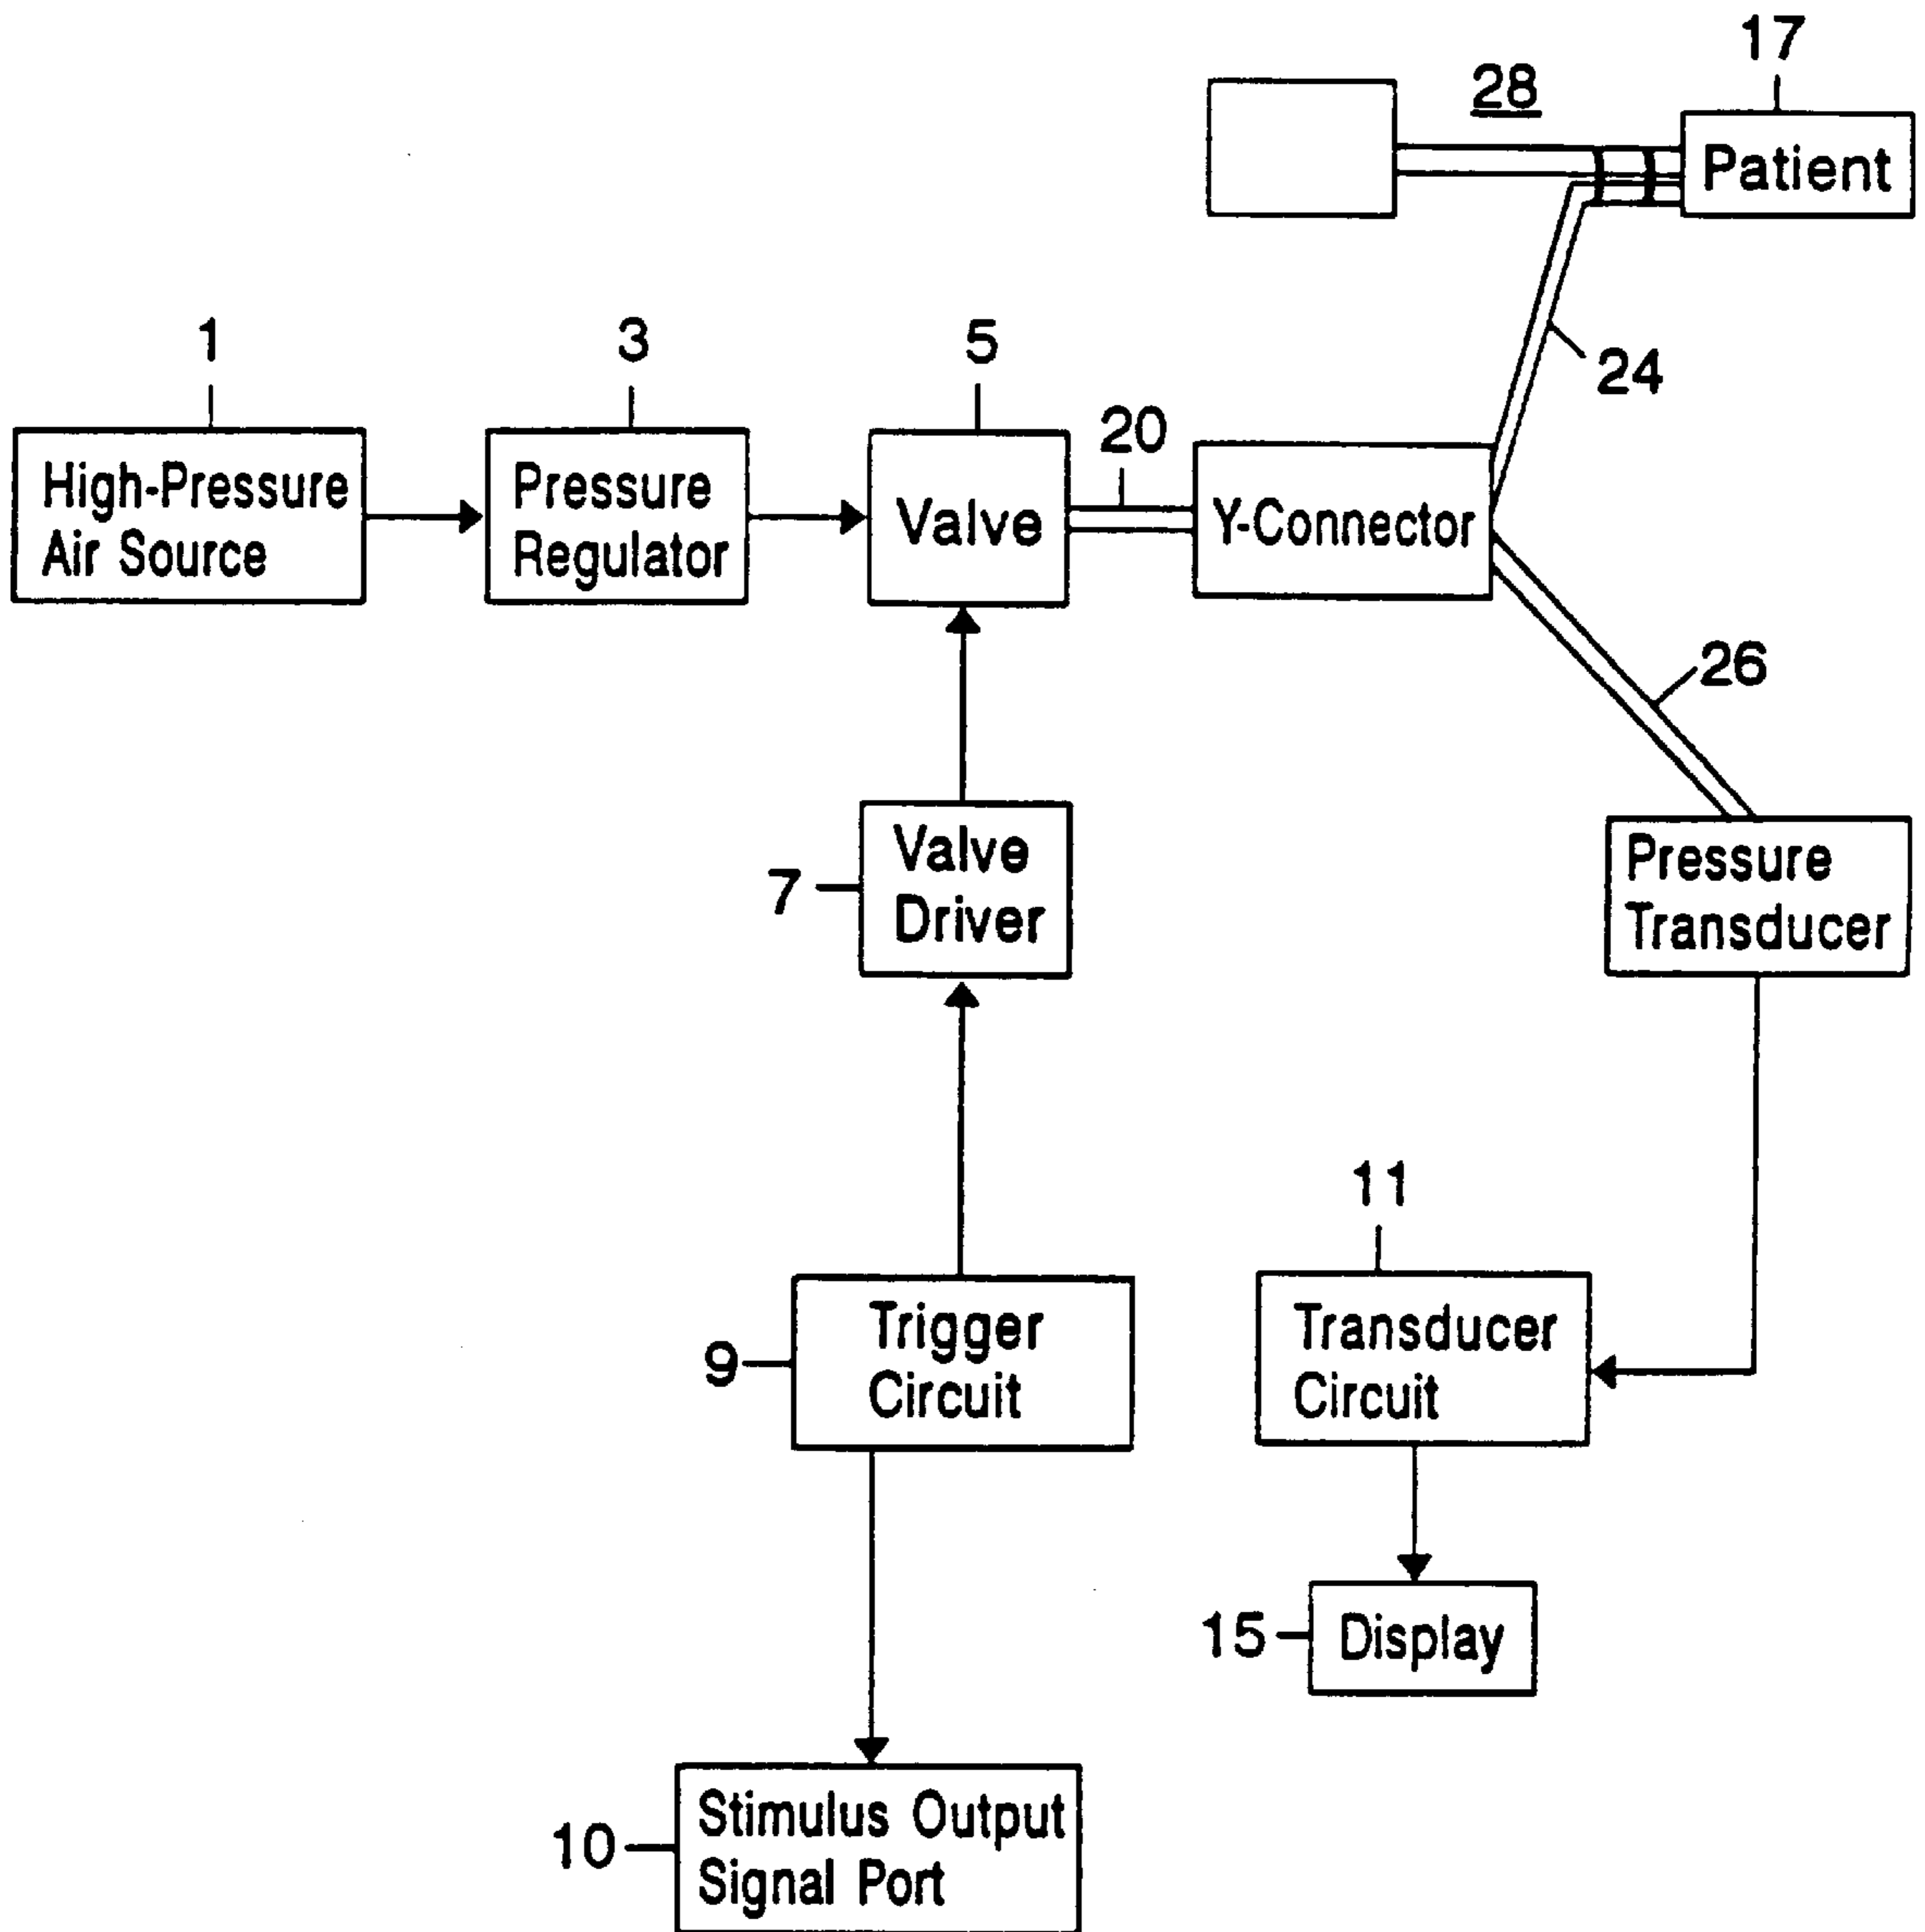 17
28
Patient
24
1
3
5
20
High-Pressure
Air Source
Pressure
Regulator
Valve
Y-Connector
26
7
Valve
Driver
Pressure
Transducer
11
9
Trigger
Circuit
Transducer
Circuit
15
Display
10
Stimulus Output
Signal Port